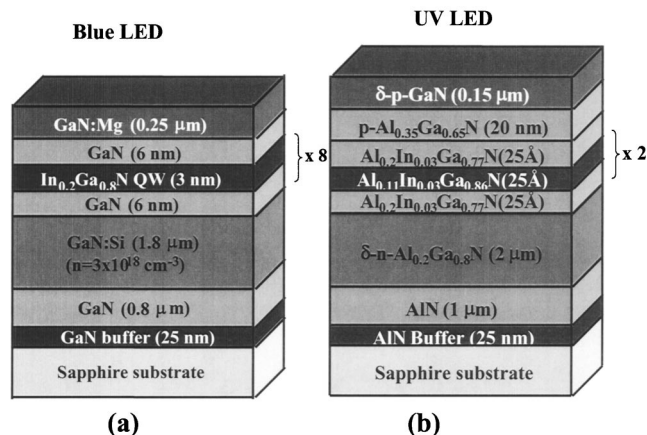 Blue LED
GaN:Mg (0.25 μm)
GaN (6 nm)
In₀.₂Ga₀.₈N QW (3 nm)
x 8
GaN (6 nm)
GaN:Si (1.8 μm)
(n=3x10¹⁸ cm⁻³)
GaN (0.8 μm)
GaN buffer (25 nm)
Sapphire substrate
(a)
UV LED
δ-p-GaN (0.15 μm)
p-Al₀.₃₅Ga₀.₆₅N (20 nm)
Al₀.₂In₀.₀₃Ga₀.₇₇N(25Å)
Al₀.₁₁In₀.₀₃Ga₀.₈₆N(25Å)
x 2
Al₀.₂In₀.₀₃Ga₀.₇₇N(25Å)
δ-n-Al₀.₂Ga₀.₈N (2 μm)
AlN (1 μm)
AlN Buffer (25 nm)
Sapphire substrate
(b)